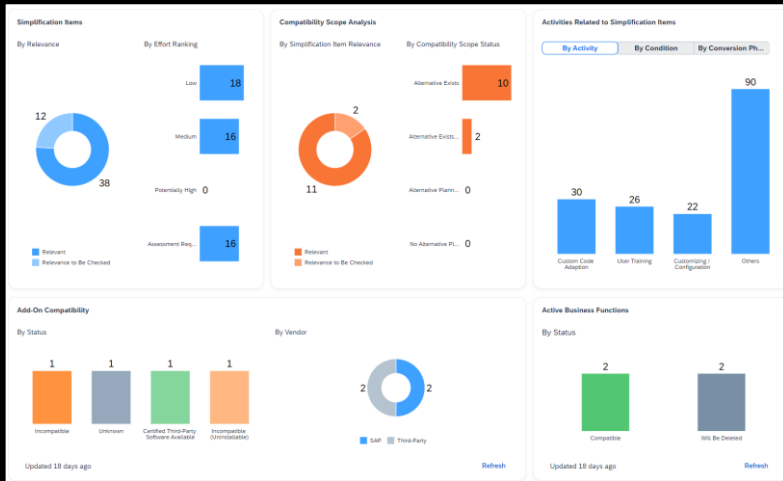 Simplification Items
By Relevance
By Effort Ranking
Low
18
12
Medium
16
38
Potentially High
0
Relevant
Relevance to Be Checked
Assessment Req...
16
Compatibility Scope Analysis
By Simplification Item Relevance
By Compatibility Scope Status
Alternative Exists
10
2
Alternative Exists...
2
11
Alternative Plann...
0
Relevant
Relevance to Be Checked
No Alternative Pl...
0
Activities Related to Simplification Items
By Activity
By Condition
By Conversion Ph...
90
30
26
22
Custom Code
Adaption
User Training
Customizing /
Configuration
Others
Add-On Compatibility
By Status
1
1
1
1
Incompatible
Unknown
Certified Third-Party
Software Available
Incompatible
(Uninstallable)
By Vendor
2
2
SAP
Third-Party
Updated 18 days ago
Refresh
Active Business Functions
By Status
2
2
Compatible
Will Be Deleted
Updated 18 days ago
Refresh